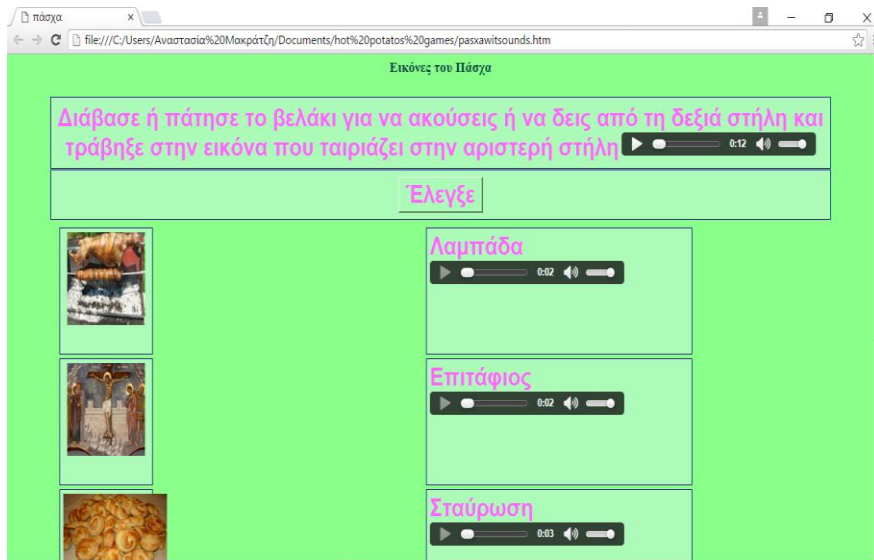 πάσχα
file:///C:/Users/Αναστασία%20Μακράτζη/Documents/hot%20potatos%20games/pasxawitsounds.htm
Εικόνες του Πάσχα
Διάβασε ή πάτησε το βελάκι για να ακούσεις ή να δεις από τη δεξιά στήλη και
τράβηξε στην εικόνα που ταιριάζει στην αριστερή στήλη 0:12
Έλεγξε
Λαμπάδα
0:02
Επιτάφιος
0:02
Σταύρωση
0:03